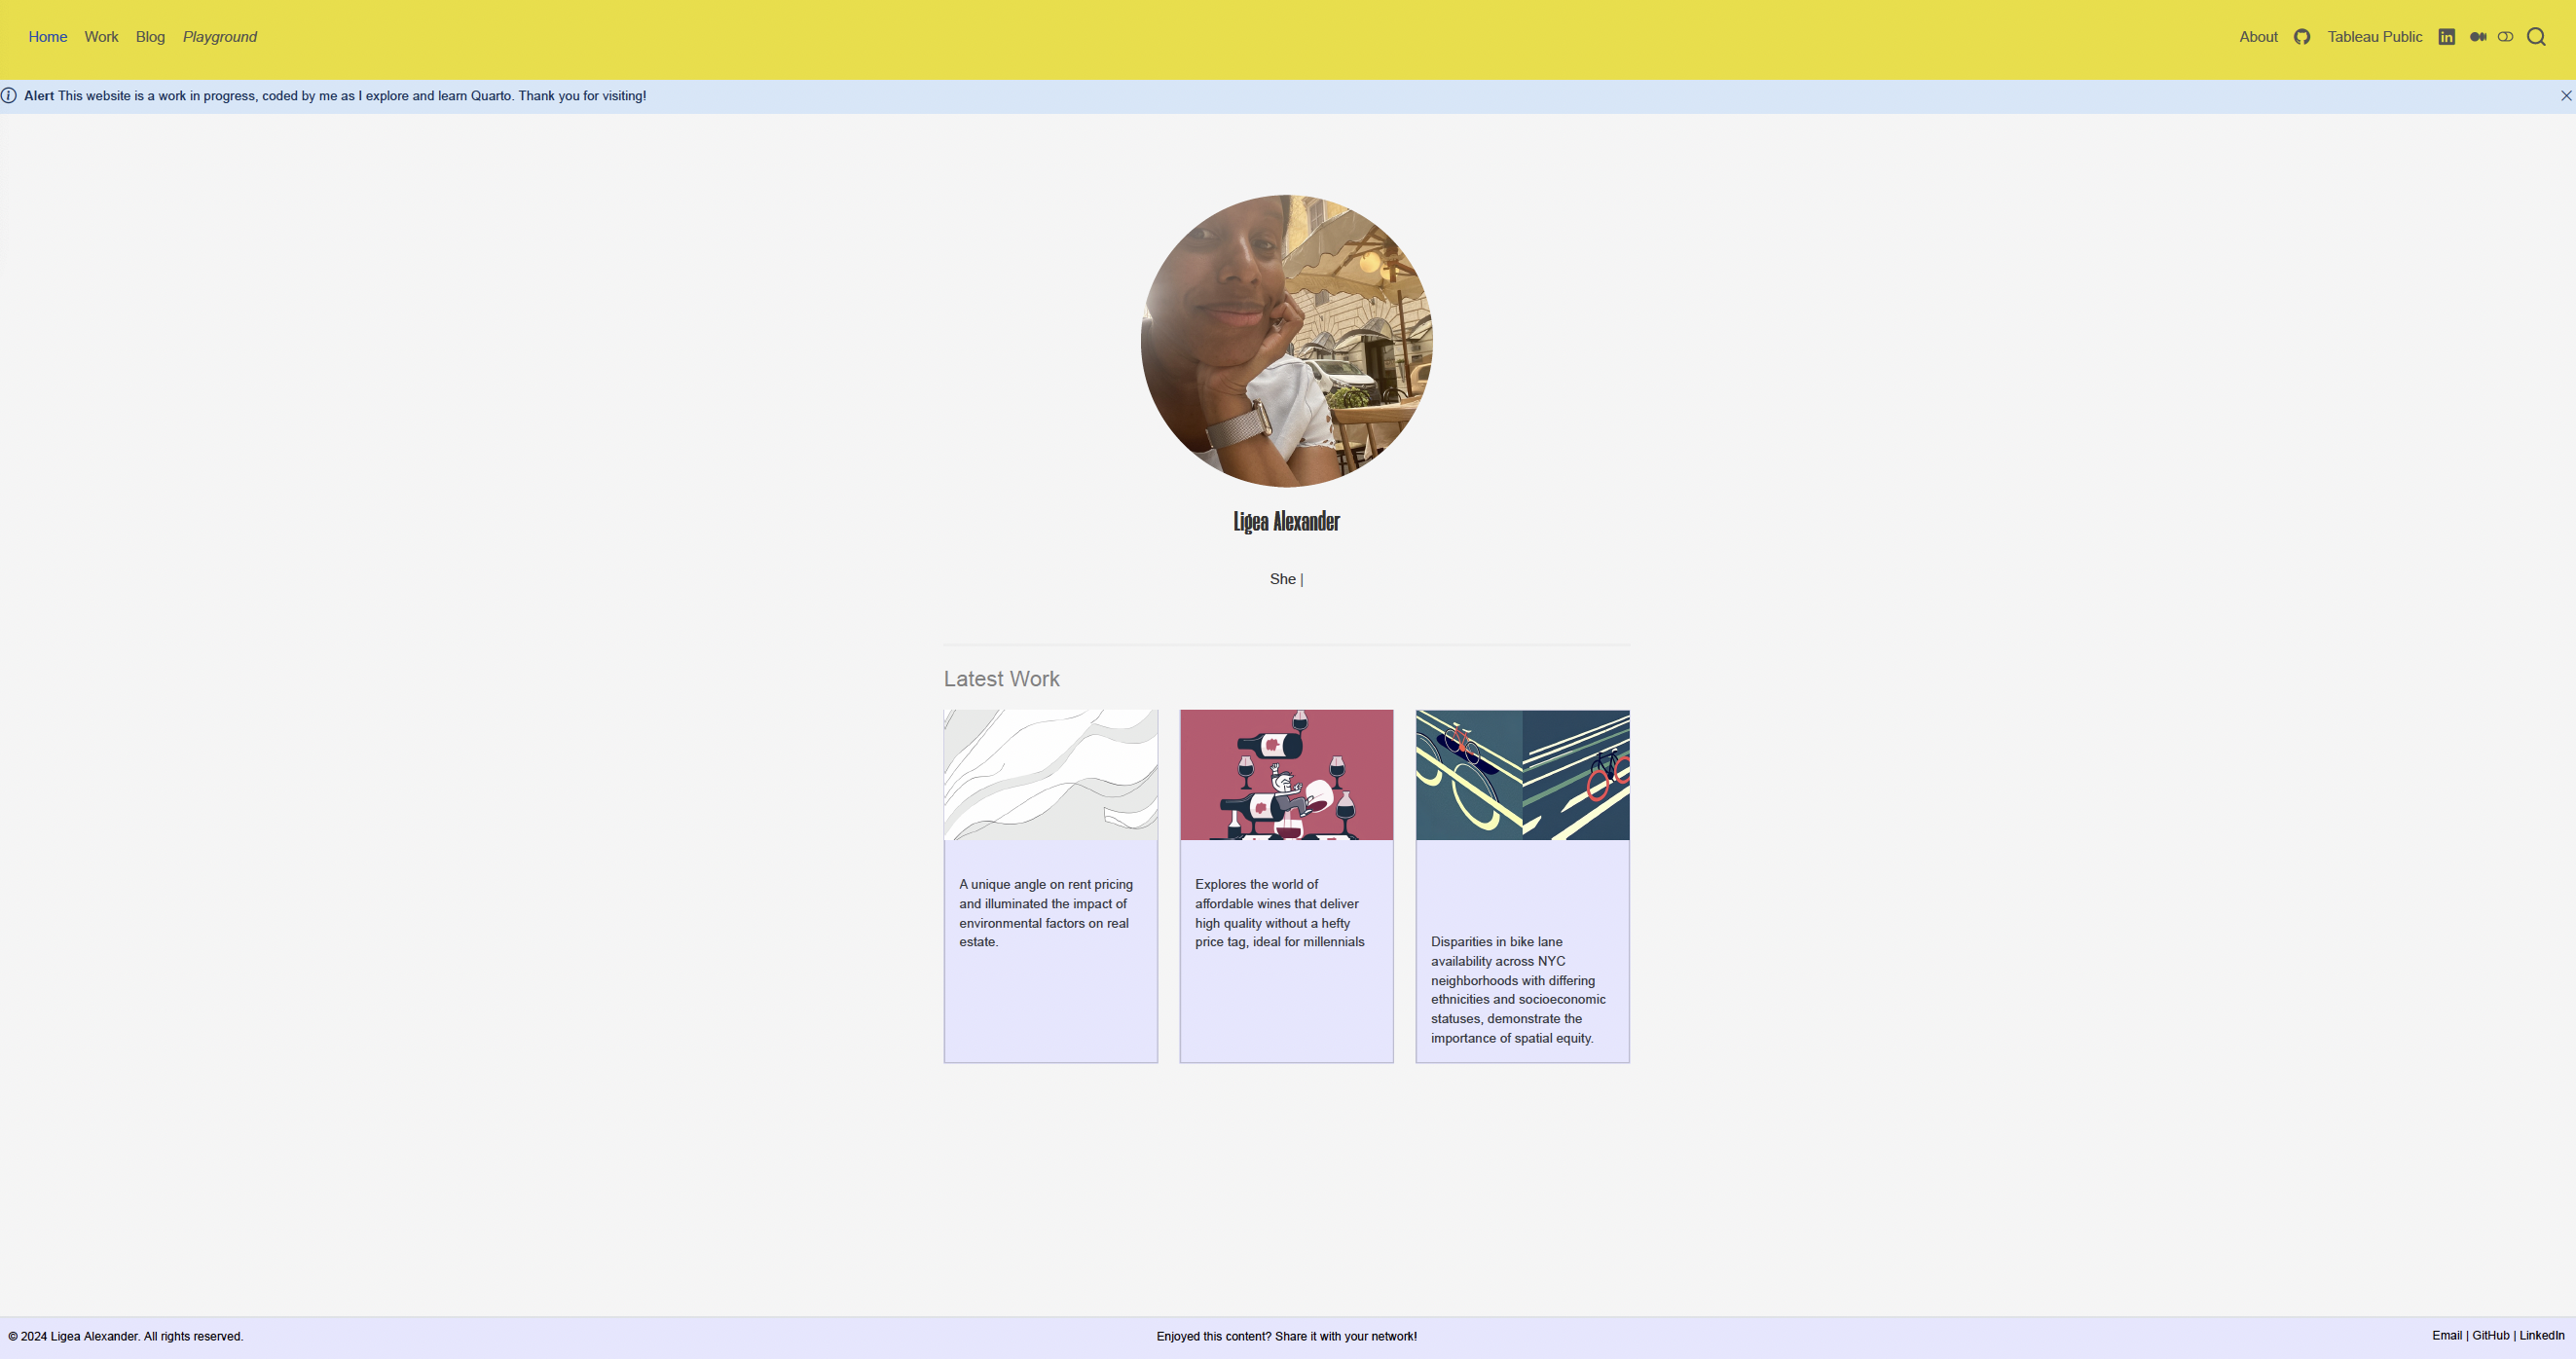 Home Work Blog Playground About Tableau Public
Alert This website is a work in progress, coded by me as I explore and learn Quarto. Thank you for visiting!
Ligea Alexander
She |
Latest Work
A unique angle on rent pricing
and illuminated the impact of
environmental factors on real
estate.
Explores the world of
affordable wines that deliver
high quality without a hefty
price tag, ideal for millennials
Disparities in bike lane
availability across NYC
neighborhoods with differing
ethnicities and socioeconomic
statuses, demonstrate the
importance of spatial equity.
© 2024 Ligea Alexander. All rights reserved.
Enjoyed this content? Share it with your network!
Email | GitHub | LinkedIn